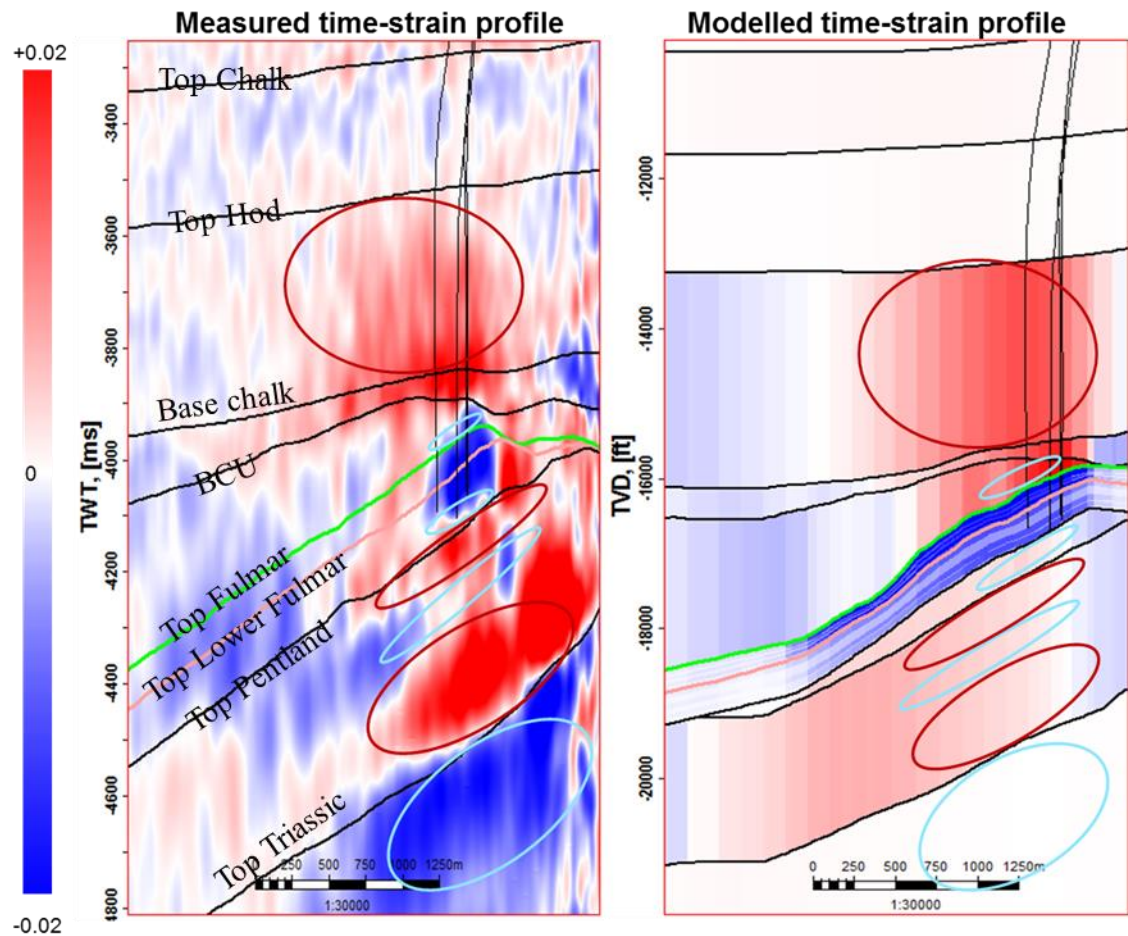 Measured time-strain profile
Modelled time-strain profile
+0.02
0
-0.02
TWT, [ms]
-3400
-3600
-3800
-4000
-4200
-4400
-4600
-4800
Top Chalk
Top Hod
Base chalk
BCU
Top Fulmar
Top Lower Fulmar
Top Pentland
Top Triassic
250 500 750 1000 1250m
1:30000
TVD, [ft]
-12000
-14000
-16000
-18000
-20000
0 250 500 750 1000 1250m
1:30000